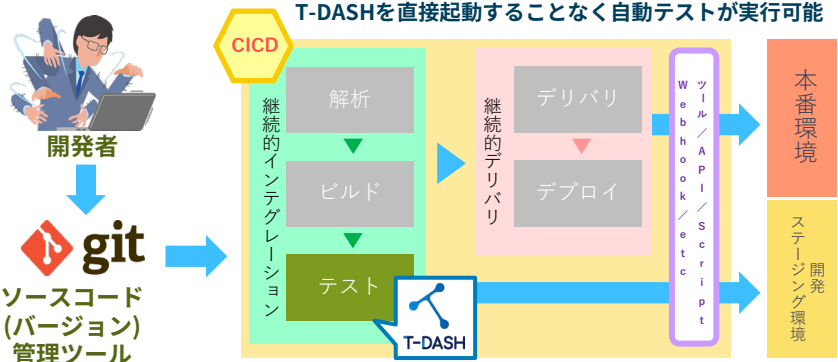 T-DASHを直接起動することなく自動テストが実行可能
CICD
開発者
git
ソースコード
(バージョン)
管理ツール
継続的インテグレーション
解析
ビルド
テスト
T-DASH
継続的デリバリ
デリバリ
デプロイ
ツール／API／Script
Webhook／etc
本番環境
開発
ステージング環境